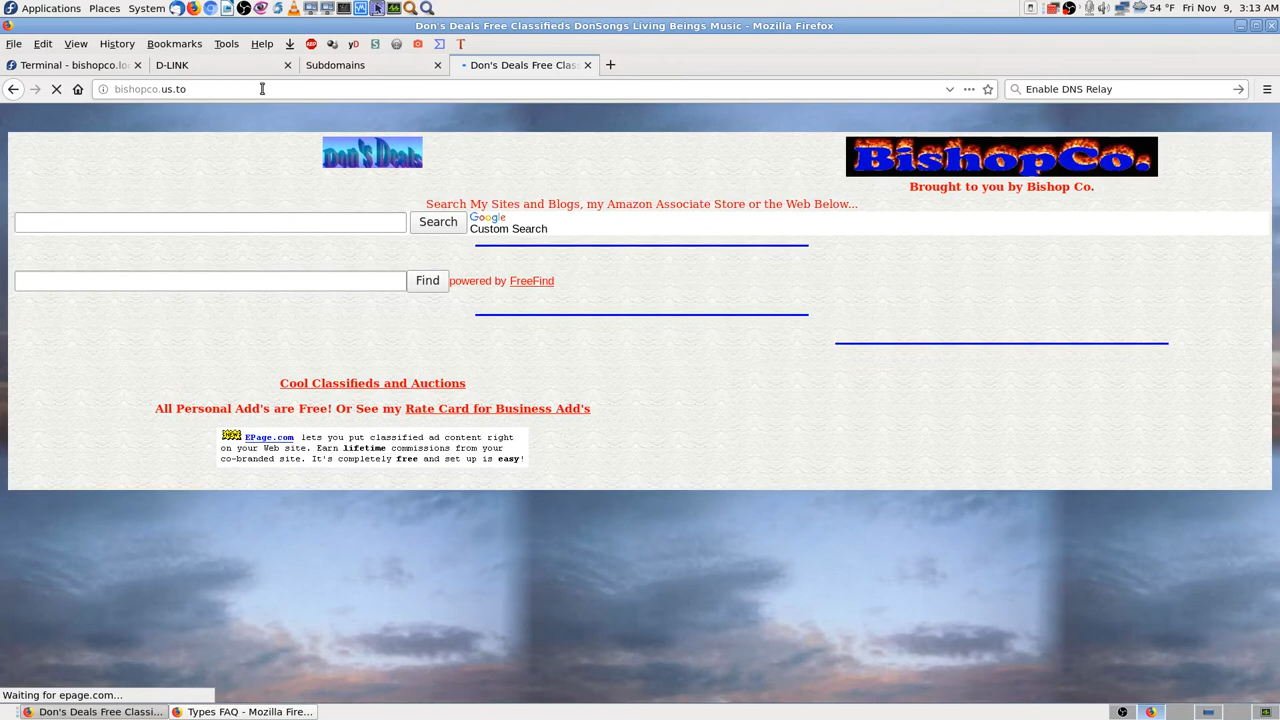 Applications Places System 54 °F Fri Nov 9, 3:13 AM
Don's Deals Free Classifieds DonSongs Living Beings Music - Mozilla Firefox
File Edit View History Bookmarks Tools Help
Terminal - bishopco.loc D-LINK Subdomains Don's Deals Free Clas
bishopco.us.to Enable DNS Relay
Don's Deals
BishopCo.
Brought to you by Bishop Co.
Search My Sites and Blogs, my Amazon Associate Store or the Web Below...
Search Google
Custom Search
Find powered by FreeFind
Cool Classifieds and Auctions
All Personal Add's are Free! Or See my Rate Card for Business Add's
EPage.com lets you put classified ad content right
on your Web site. Earn lifetime commissions from your
co-branded site. It's completely free and set up is easy!
Waiting for epage.com...
Don's Deals Free Classi... Types FAQ - Mozilla Fire...